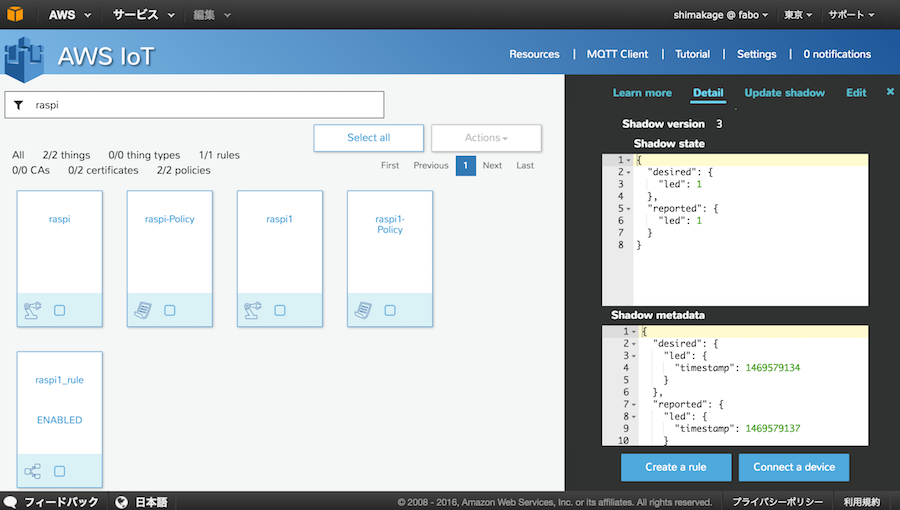 AWS サービス 編集 shimakage @ fabo 東京 サポート
AWS IoT Resources MQTT Client Tutorial Settings 0 notifications
raspi
Select all Actions
All 2/2 things 0/0 thing types 1/1 rules
0/0 CAs 0/2 certificates 2/2 policies
First Previous 1 Next Last
raspi
raspi-Policy
raspi1
raspi1-
Policy
raspi1_rule
ENABLED
Learn more Detail Update shadow Edit
Shadow version 3
Shadow state
1 {
2 "desired": {
3 "led": 1
4 },
5 "reported": {
6 "led": 1
7 }
8 }
Shadow metadata
1 {
2 "desired": {
3 "led": {
4 "timestamp": 1469579134
5 }
6 },
7 "reported": {
8 "led": {
9 "timestamp": 1469579137
10 }
Create a rule Connect a device
フィードバック 日本語 © 2008 - 2016, Amazon Web Services, Inc. or its affiliates. All rights reserved. プライバシーポリシー 利用規約